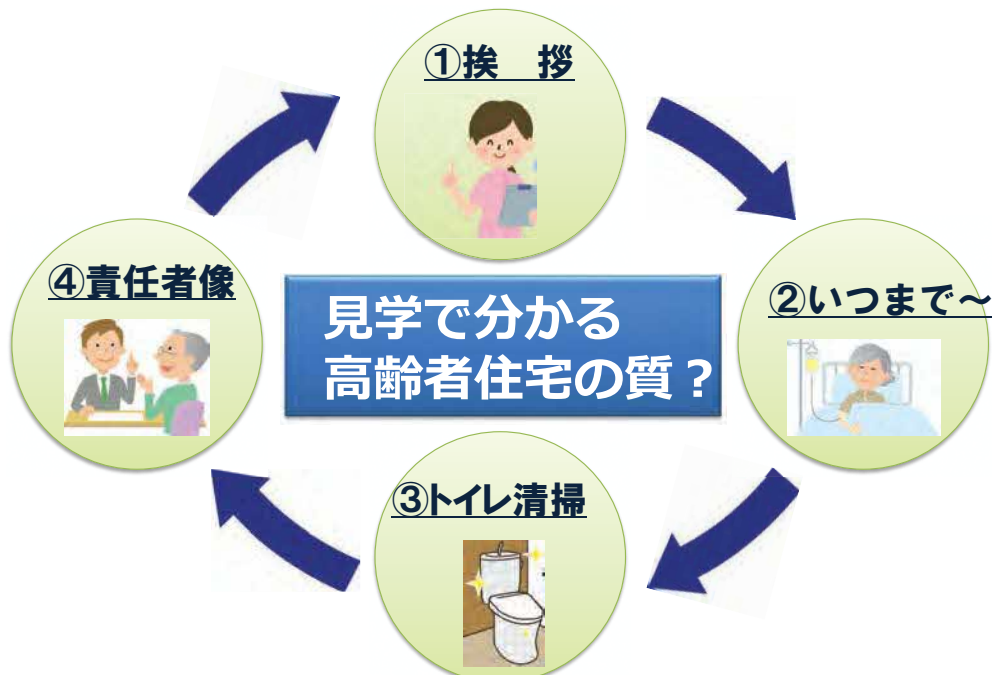 ①挨　拶
②いつまで～
③トイレ清掃
④責任者像
見学で分かる
高齢者住宅の質？